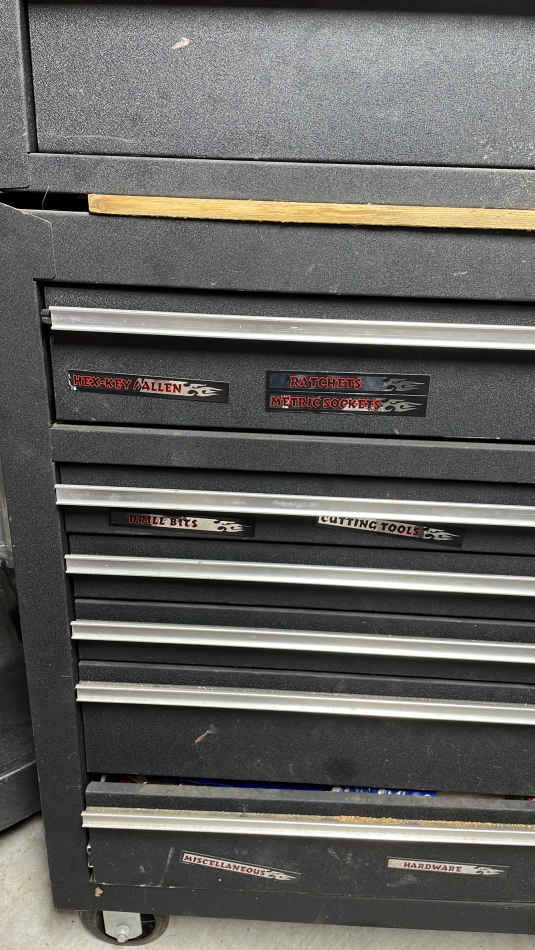 HEX-KEY / ALLEN
RATCHETS
METRIC SOCKETS
DRILL BITS
CUTTING TOOLS
MISCELLANEOUS
HARDWARE